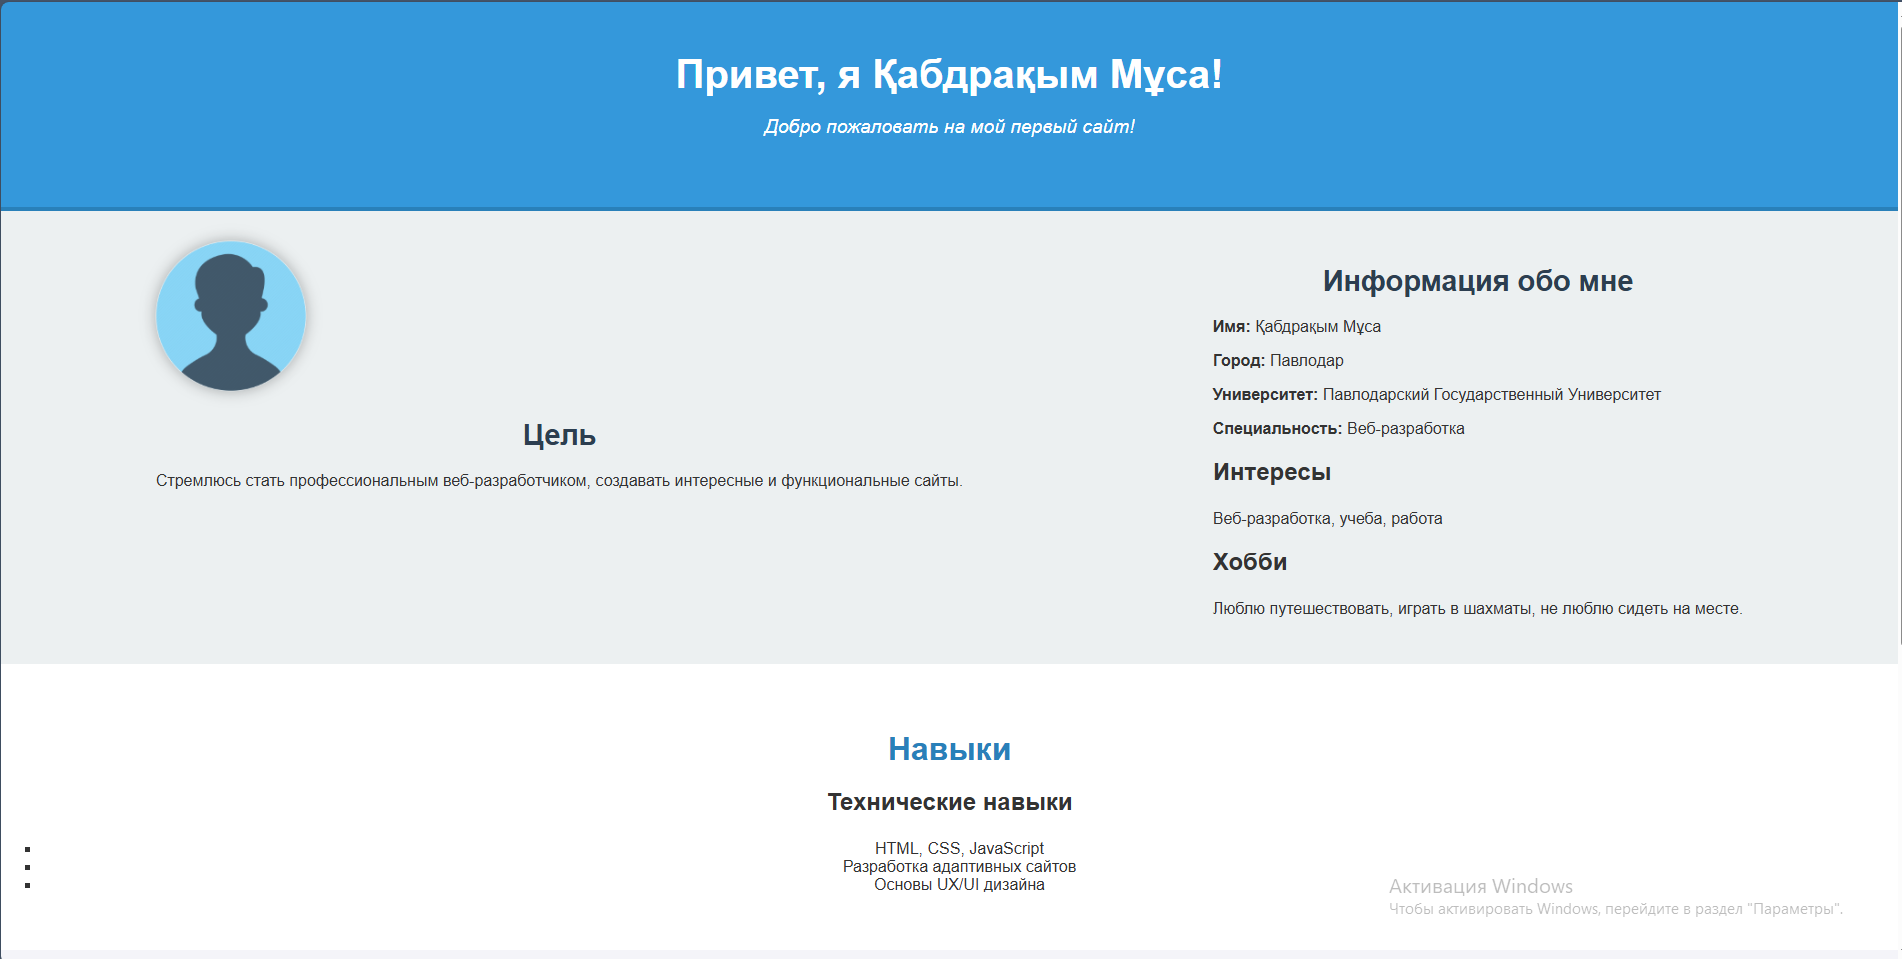 Привет, я Қабдрақым Мұса!
Добро пожаловать на мой первый сайт!
Цель
Стремлюсь стать профессиональным веб-разработчиком, создавать интересные и функциональные сайты.
Информация обо мне
Имя: Қабдрақым Мұса
Город: Павлодар
Университет: Павлодарский Государственный Университет
Специальность: Веб-разработка
Интересы
Веб-разработка, учеба, работа
Хобби
Люблю путешествовать, играть в шахматы, не люблю сидеть на месте.
Навыки
Технические навыки
HTML, CSS, JavaScript
Разработка адаптивных сайтов
Основы UX/UI дизайна
Активация Windows
Чтобы активировать Windows, перейдите в раздел "Параметры".